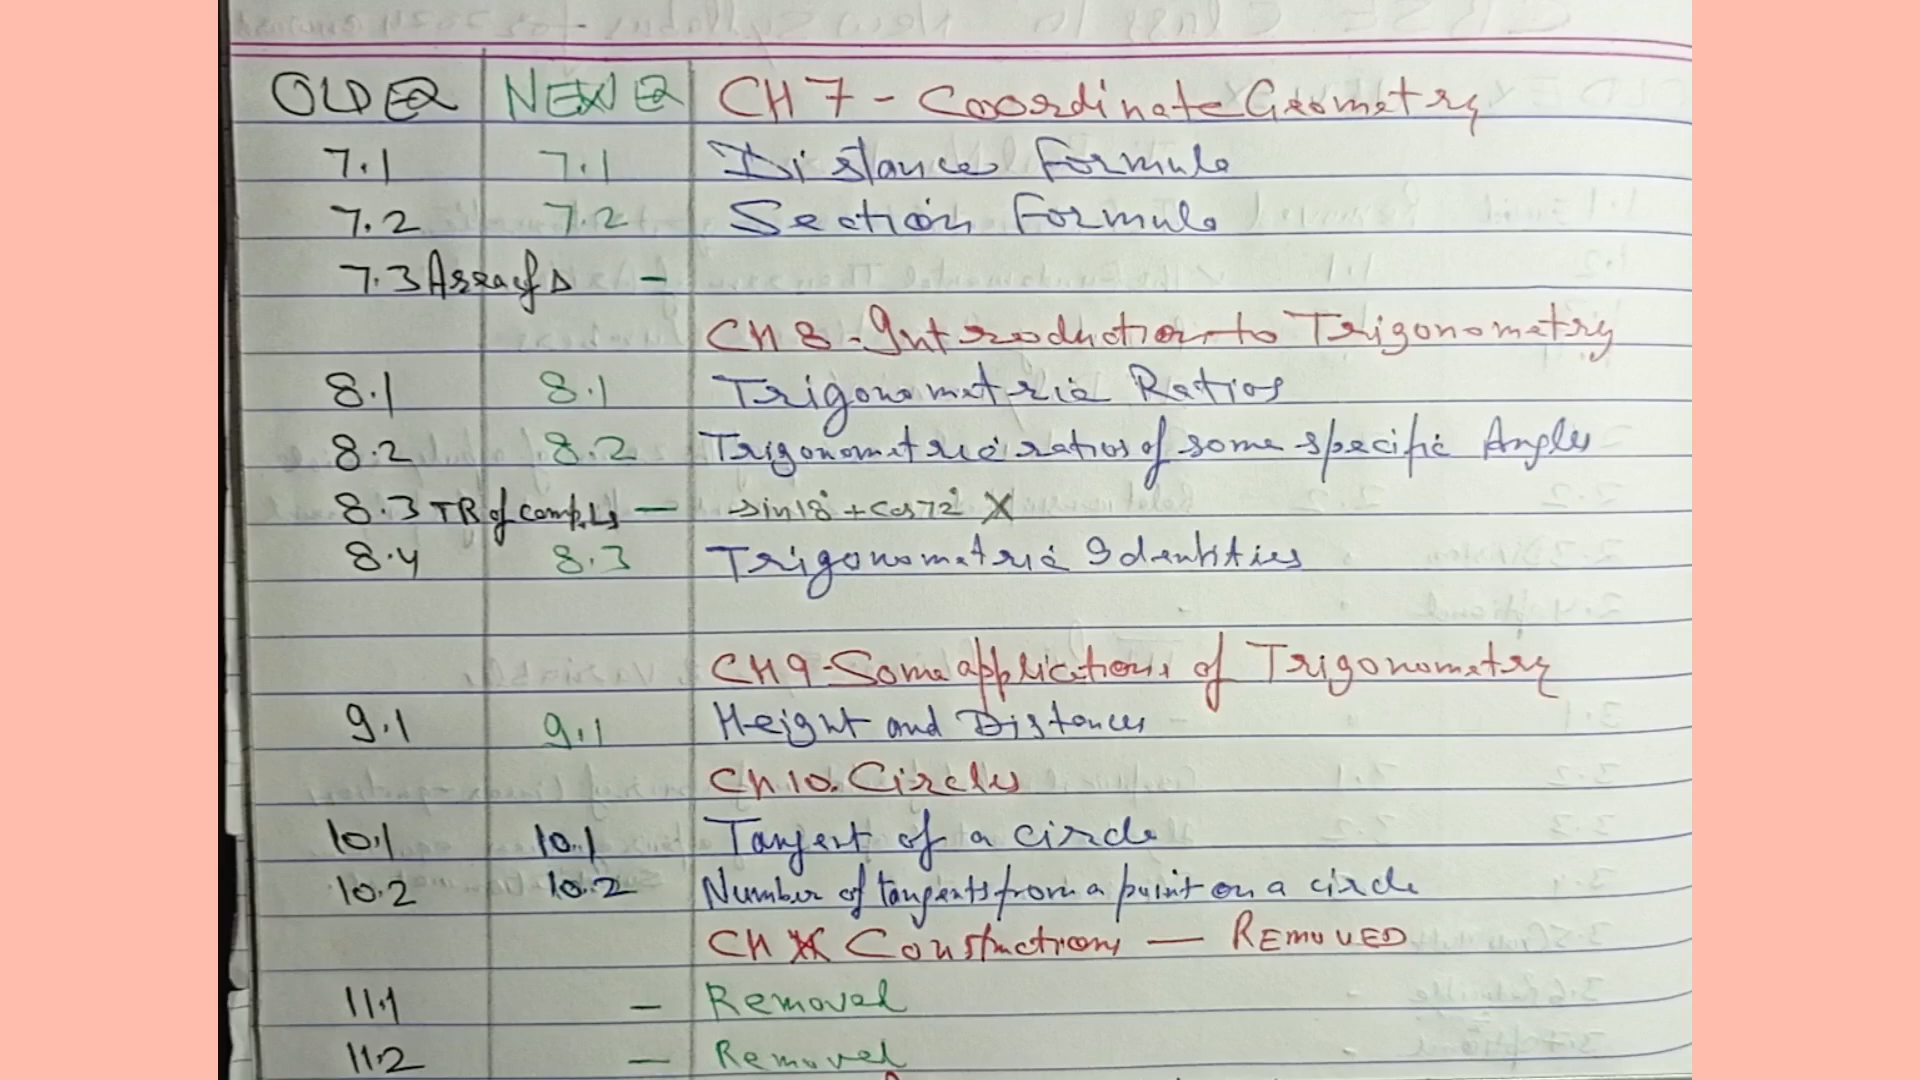 OLD EX NEW EX CH 7 - Coordinate Geometry
7.1 7.1 Distance Formula
7.2 7.2 Section Formula
7.3 Area of Δ -
CH 8 - Introduction to Trigonometry
8.1 8.1 Trigonometric Ratios
8.2 8.2 Trigonometric ratios of some specific Angles
8.3 TR of comp. ∠s - sin18° + cos72° X
8.4 8.3 Trigonometric Identities
CH 9 - Some applications of Trigonometry
9.1 9.1 Height and Distances
Ch 10. Circles
10.1 10.1 Tangent of a circle
10.2 10.2 Number of tangents from a point on a circle
CH Constructions — REMOVED
11.1 - Removed
11.2 - Removed